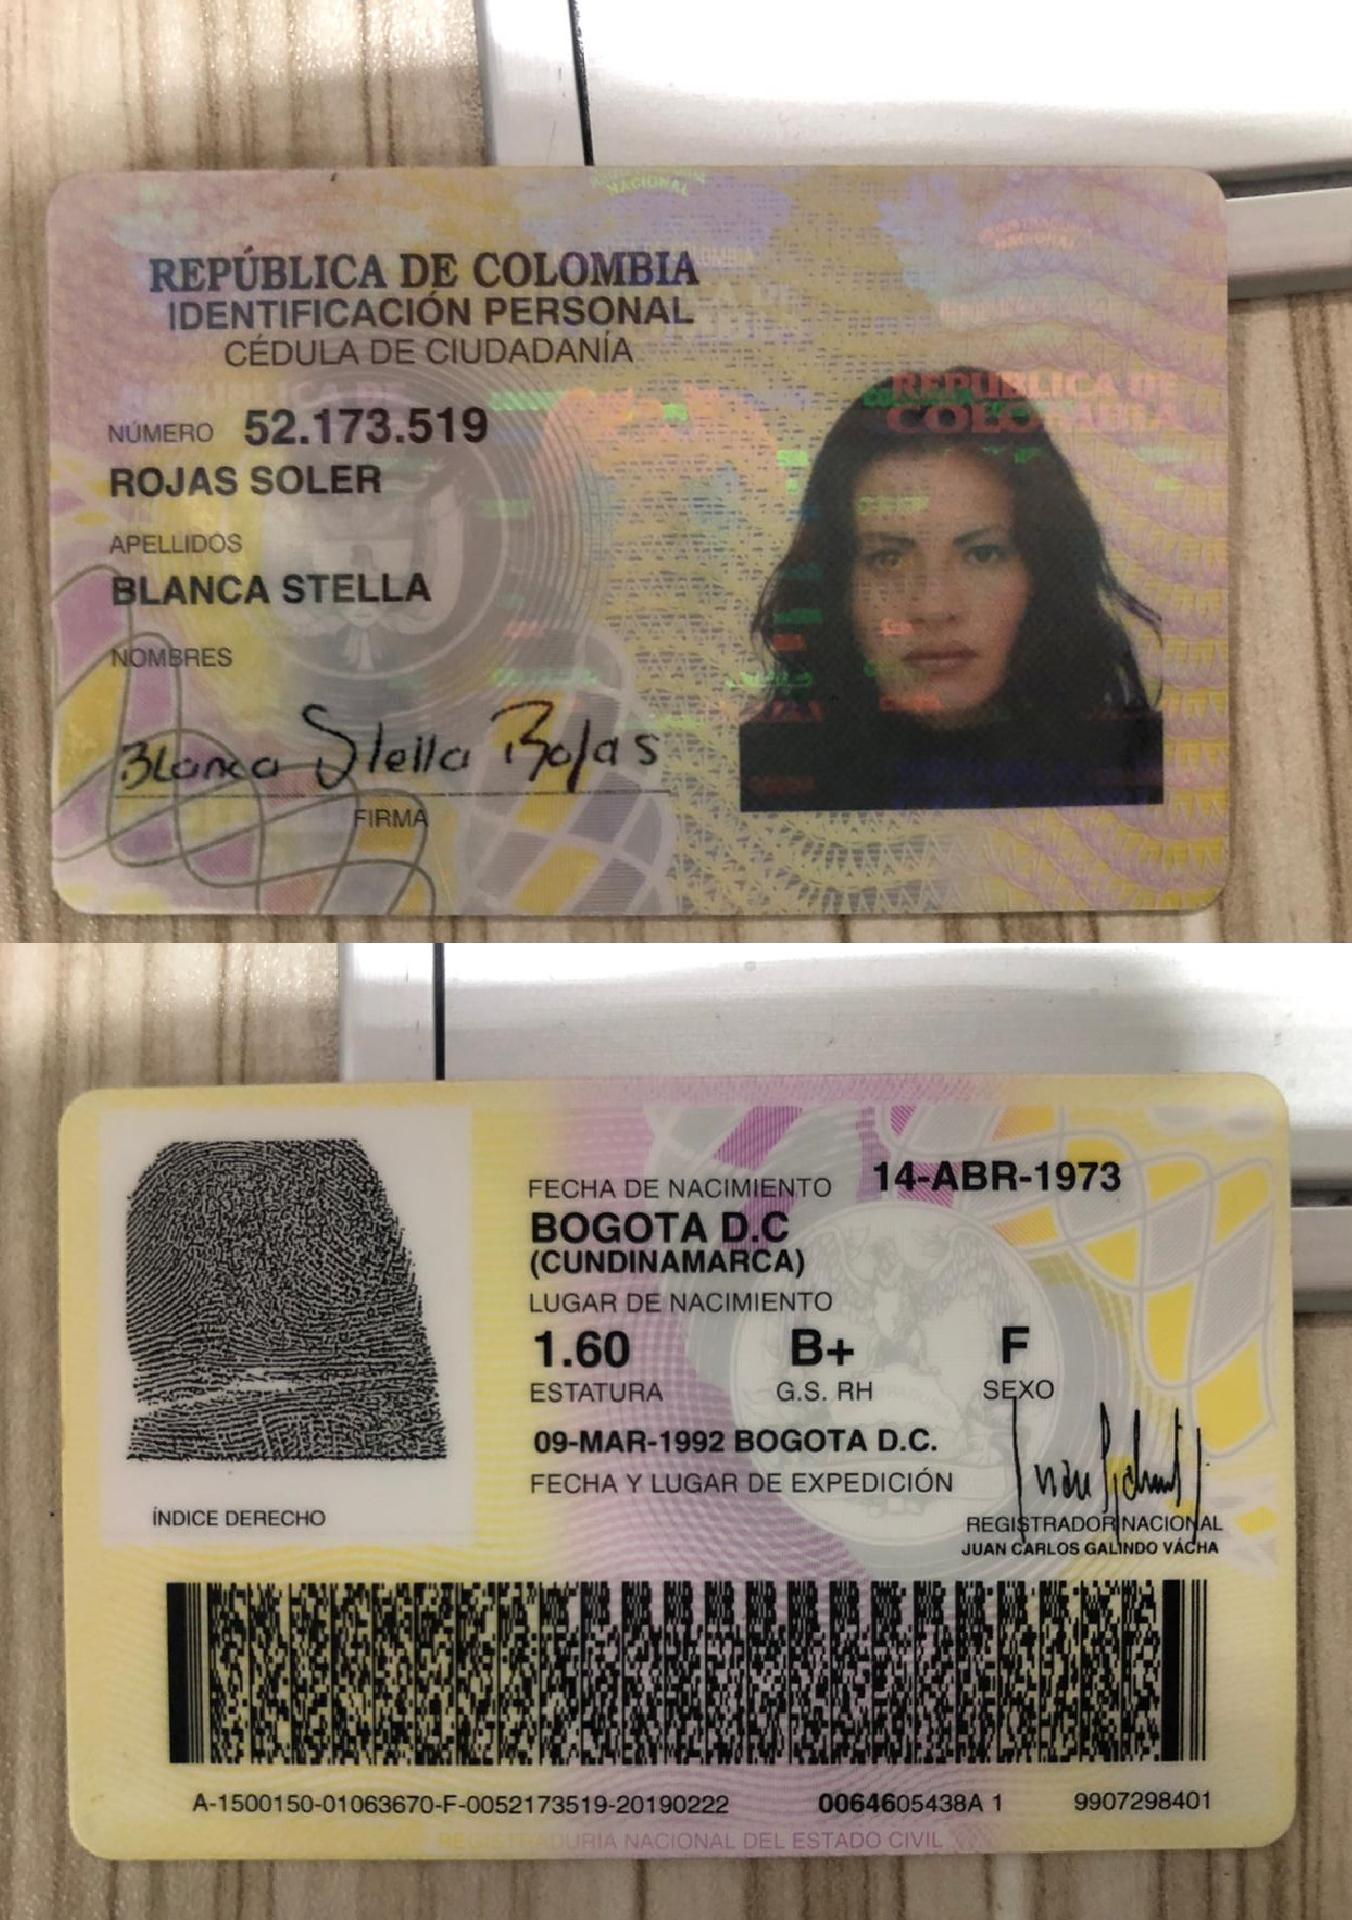 REPÚBLICA DE COLOMBIA
IDENTIFICACIÓN PERSONAL
CÉDULA DE CIUDADANÍA
NÚMERO 52.173.519
ROJAS SOLER
APELLIDOS
BLANCA STELLA
NOMBRES
Blanca Stella Rojas
FIRMA
REPÚBLICA DE
COLOMBIA
FECHA DE NACIMIENTO 14-ABR-1973
BOGOTA D.C
(CUNDINAMARCA)
LUGAR DE NACIMIENTO
1.60 B+ F
ESTATURA G.S. RH SEXO
09-MAR-1992 BOGOTA D.C.
FECHA Y LUGAR DE EXPEDICIÓN
ÍNDICE DERECHO
REGISTRADOR NACIONAL
JUAN CARLOS GALINDO VÁCHA
A-1500150-01063670-F-0052173519-20190222 0064605438A 1 9907298401
REGISTRADURIA NACIONAL DEL ESTADO CIVIL